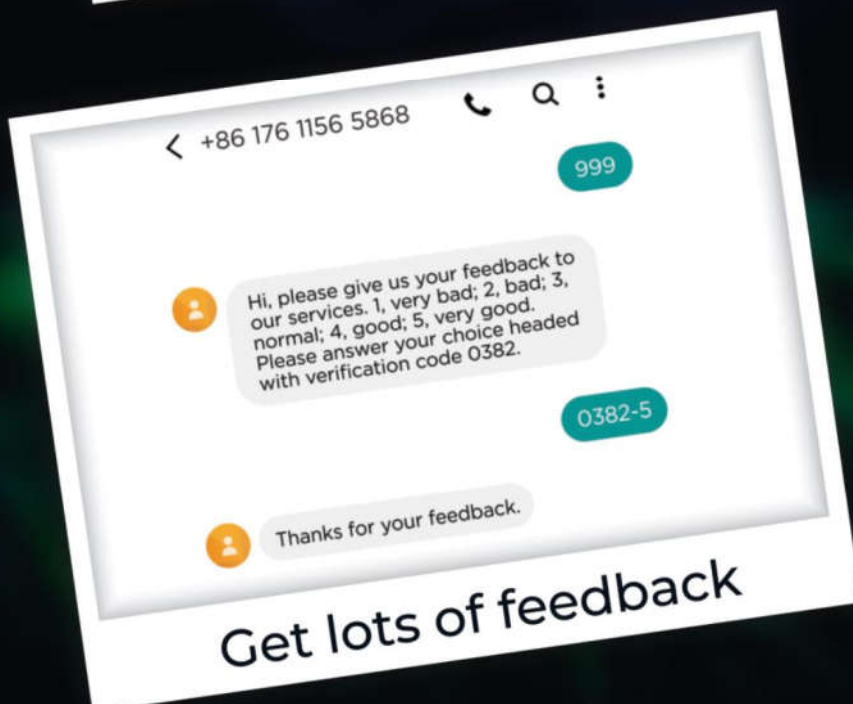 +86 176 1156 5868
999
Hi, please give us your feedback to
our services. 1, very bad; 2, bad; 3,
normal; 4, good; 5, very good.
Please answer your choice headed
with verification code 0382.
0382-5
Thanks for your feedback.
Get lots of feedback